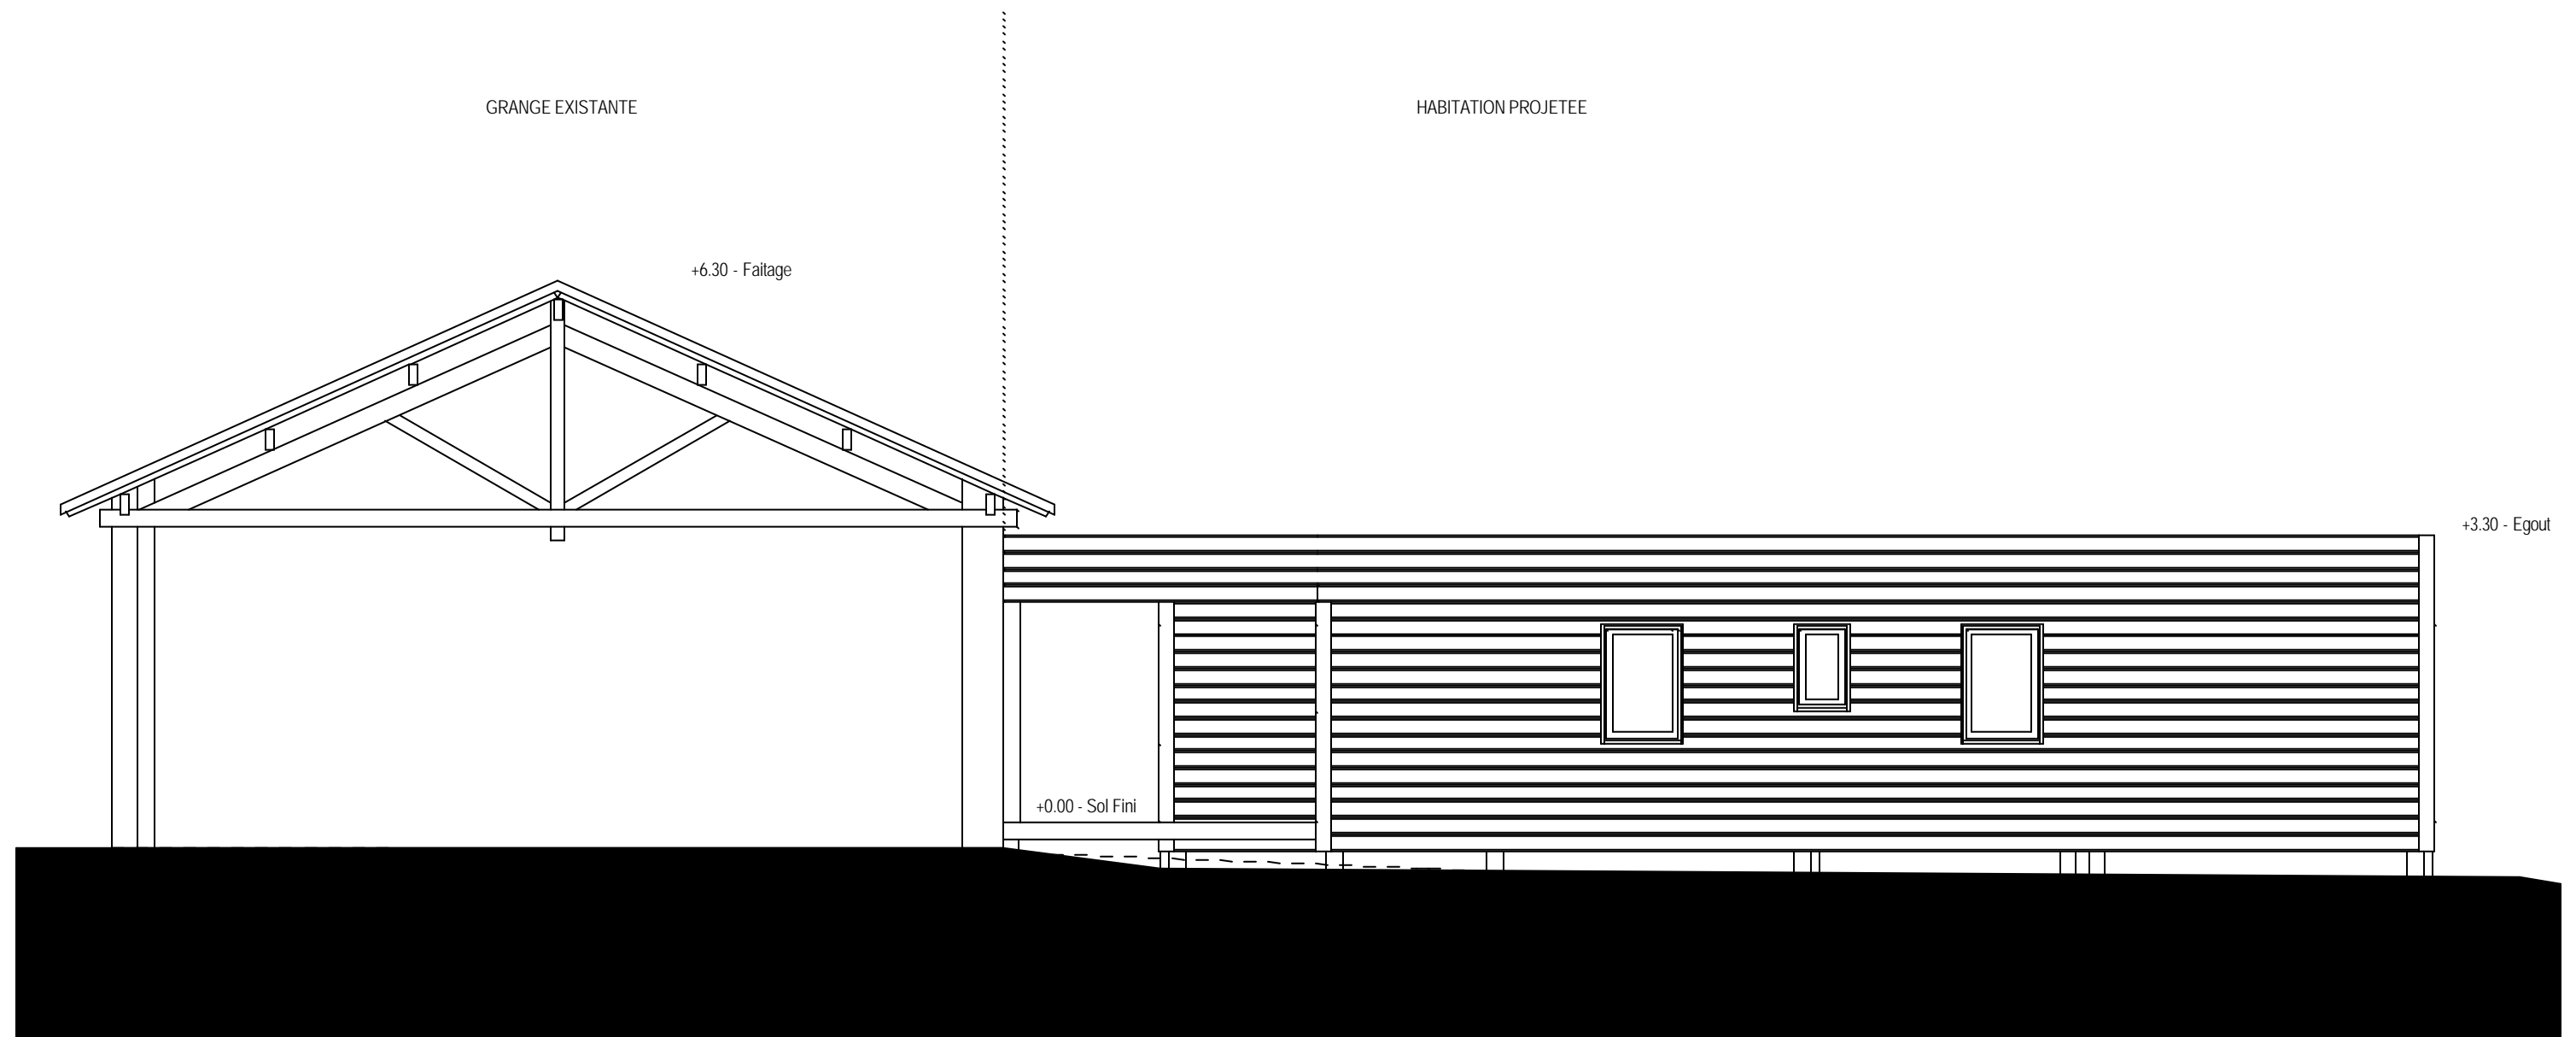 GRANGE EXISTANTE
HABITATION PROJETEE
+6.30 - Faitage
+3.30 - Egout
+0.00 - Sol Fini